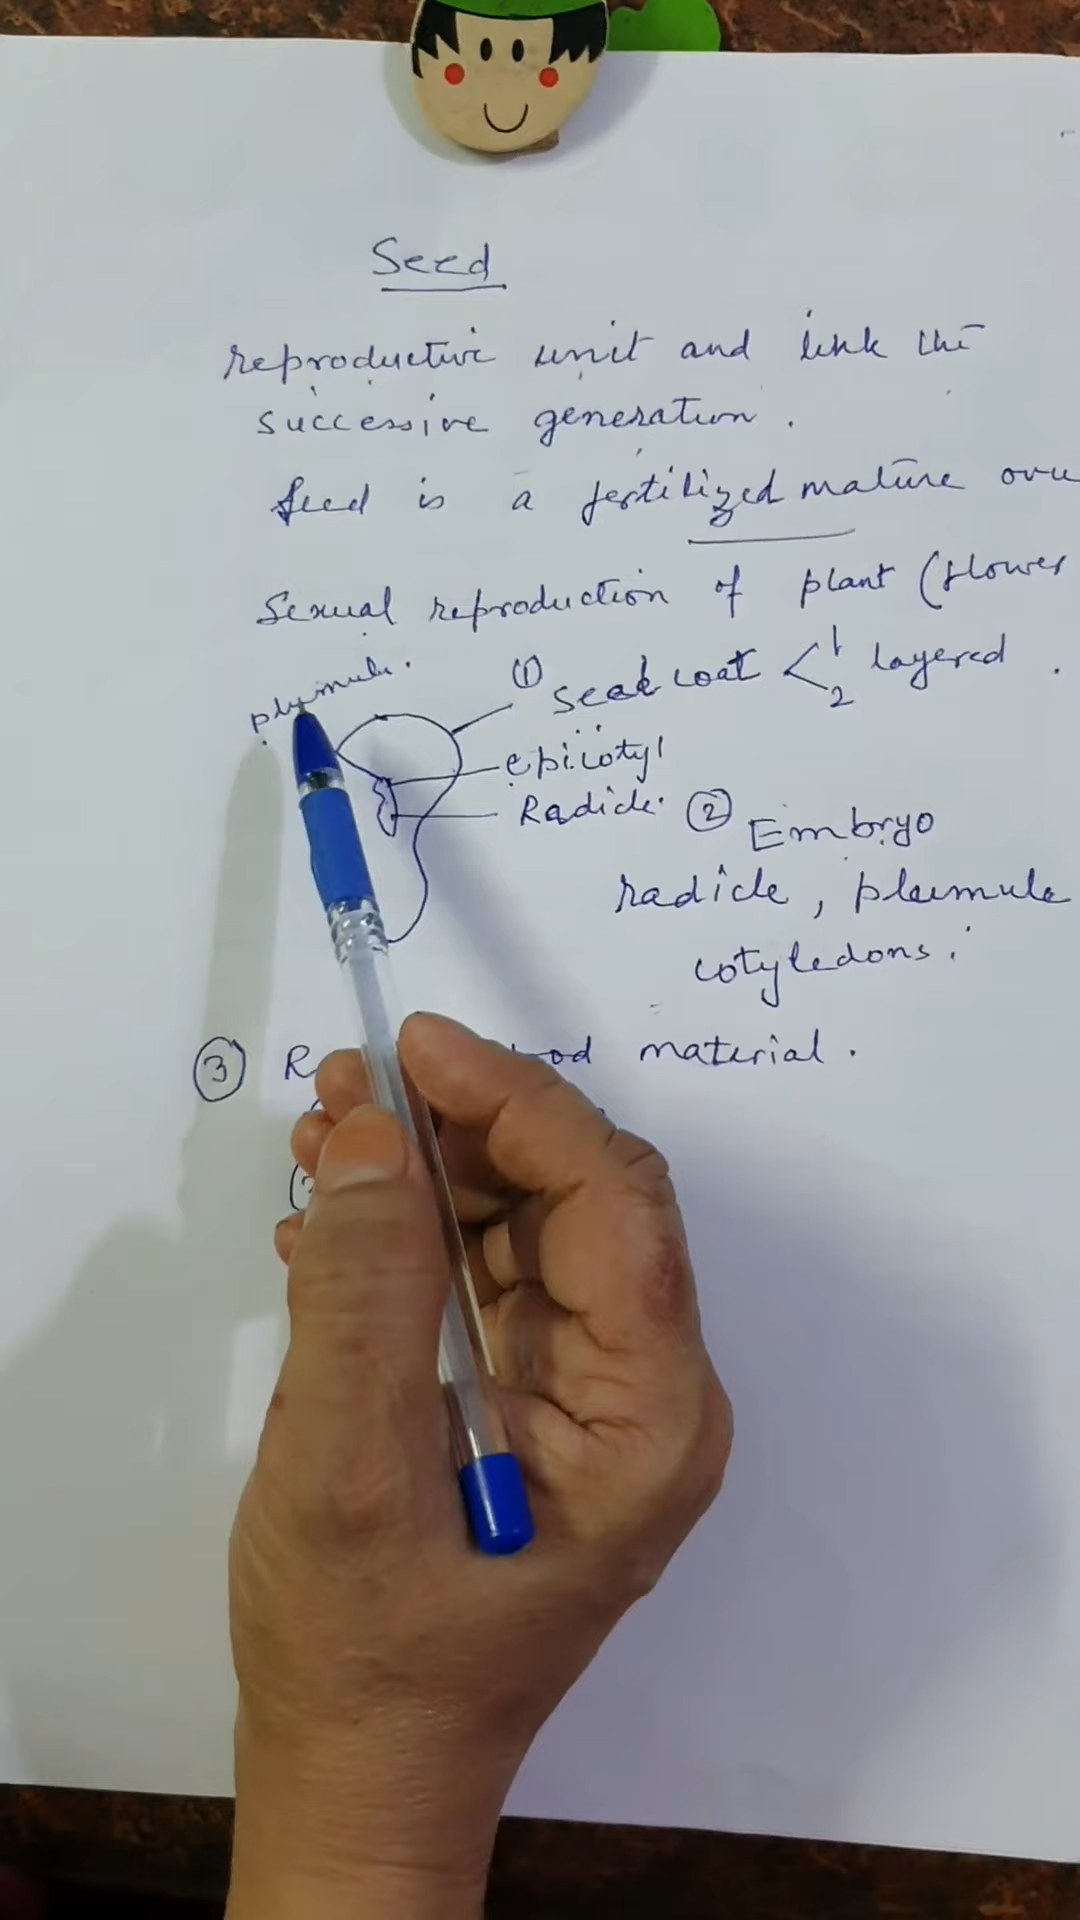 Seed
reproductive unit and link the
successive generation.
Seed is a fertilized mature ovu
Sexual reproduction of plant (flower
plumule.
① Seed coat < 1 2 layered.
epicotyl
Radicle.
② Embryo
radicle, plumule
cotyledons.
③ R material.